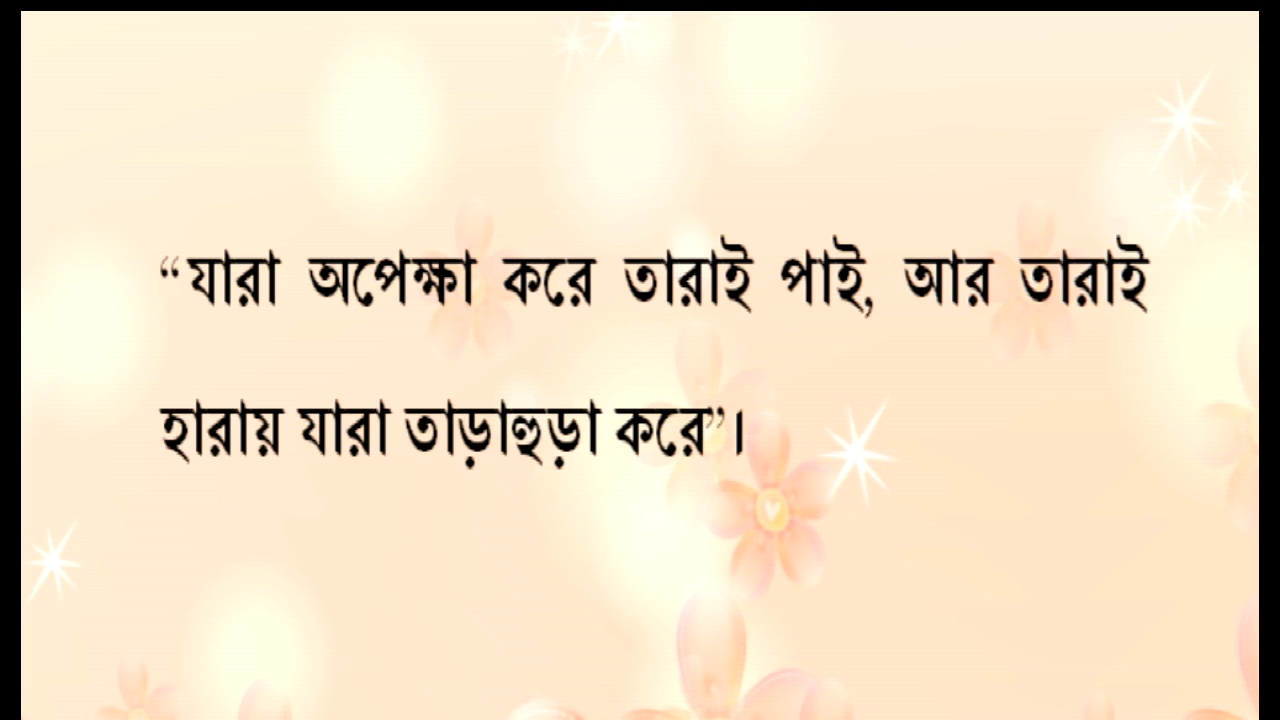 “যারা অপেক্ষা করে তারাই পাই, আর তারাই
হারায় যারা তাড়াহুড়া করে”।